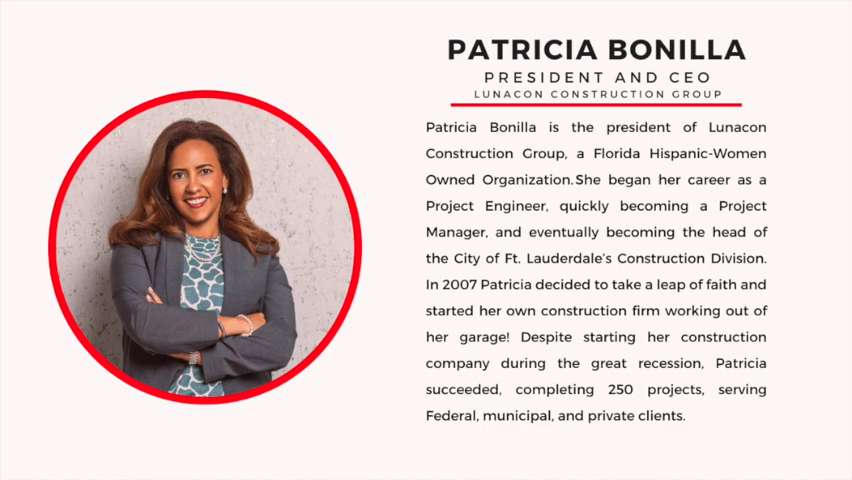 PATRICIA BONILLA
PRESIDENT AND CEO
LUNACON CONSTRUCTION GROUP
Patricia Bonilla is the president of Lunacon
Construction Group, a Florida Hispanic-Women
Owned Organization. She began her career as a
Project Engineer, quickly becoming a Project
Manager, and eventually becoming the head of
the City of Ft. Lauderdale's Construction Division.
In 2007 Patricia decided to take a leap of faith and
started her own construction firm working out of
her garage! Despite starting her construction
company during the great recession, Patricia
succeeded, completing 250 projects, serving
Federal, municipal, and private clients.